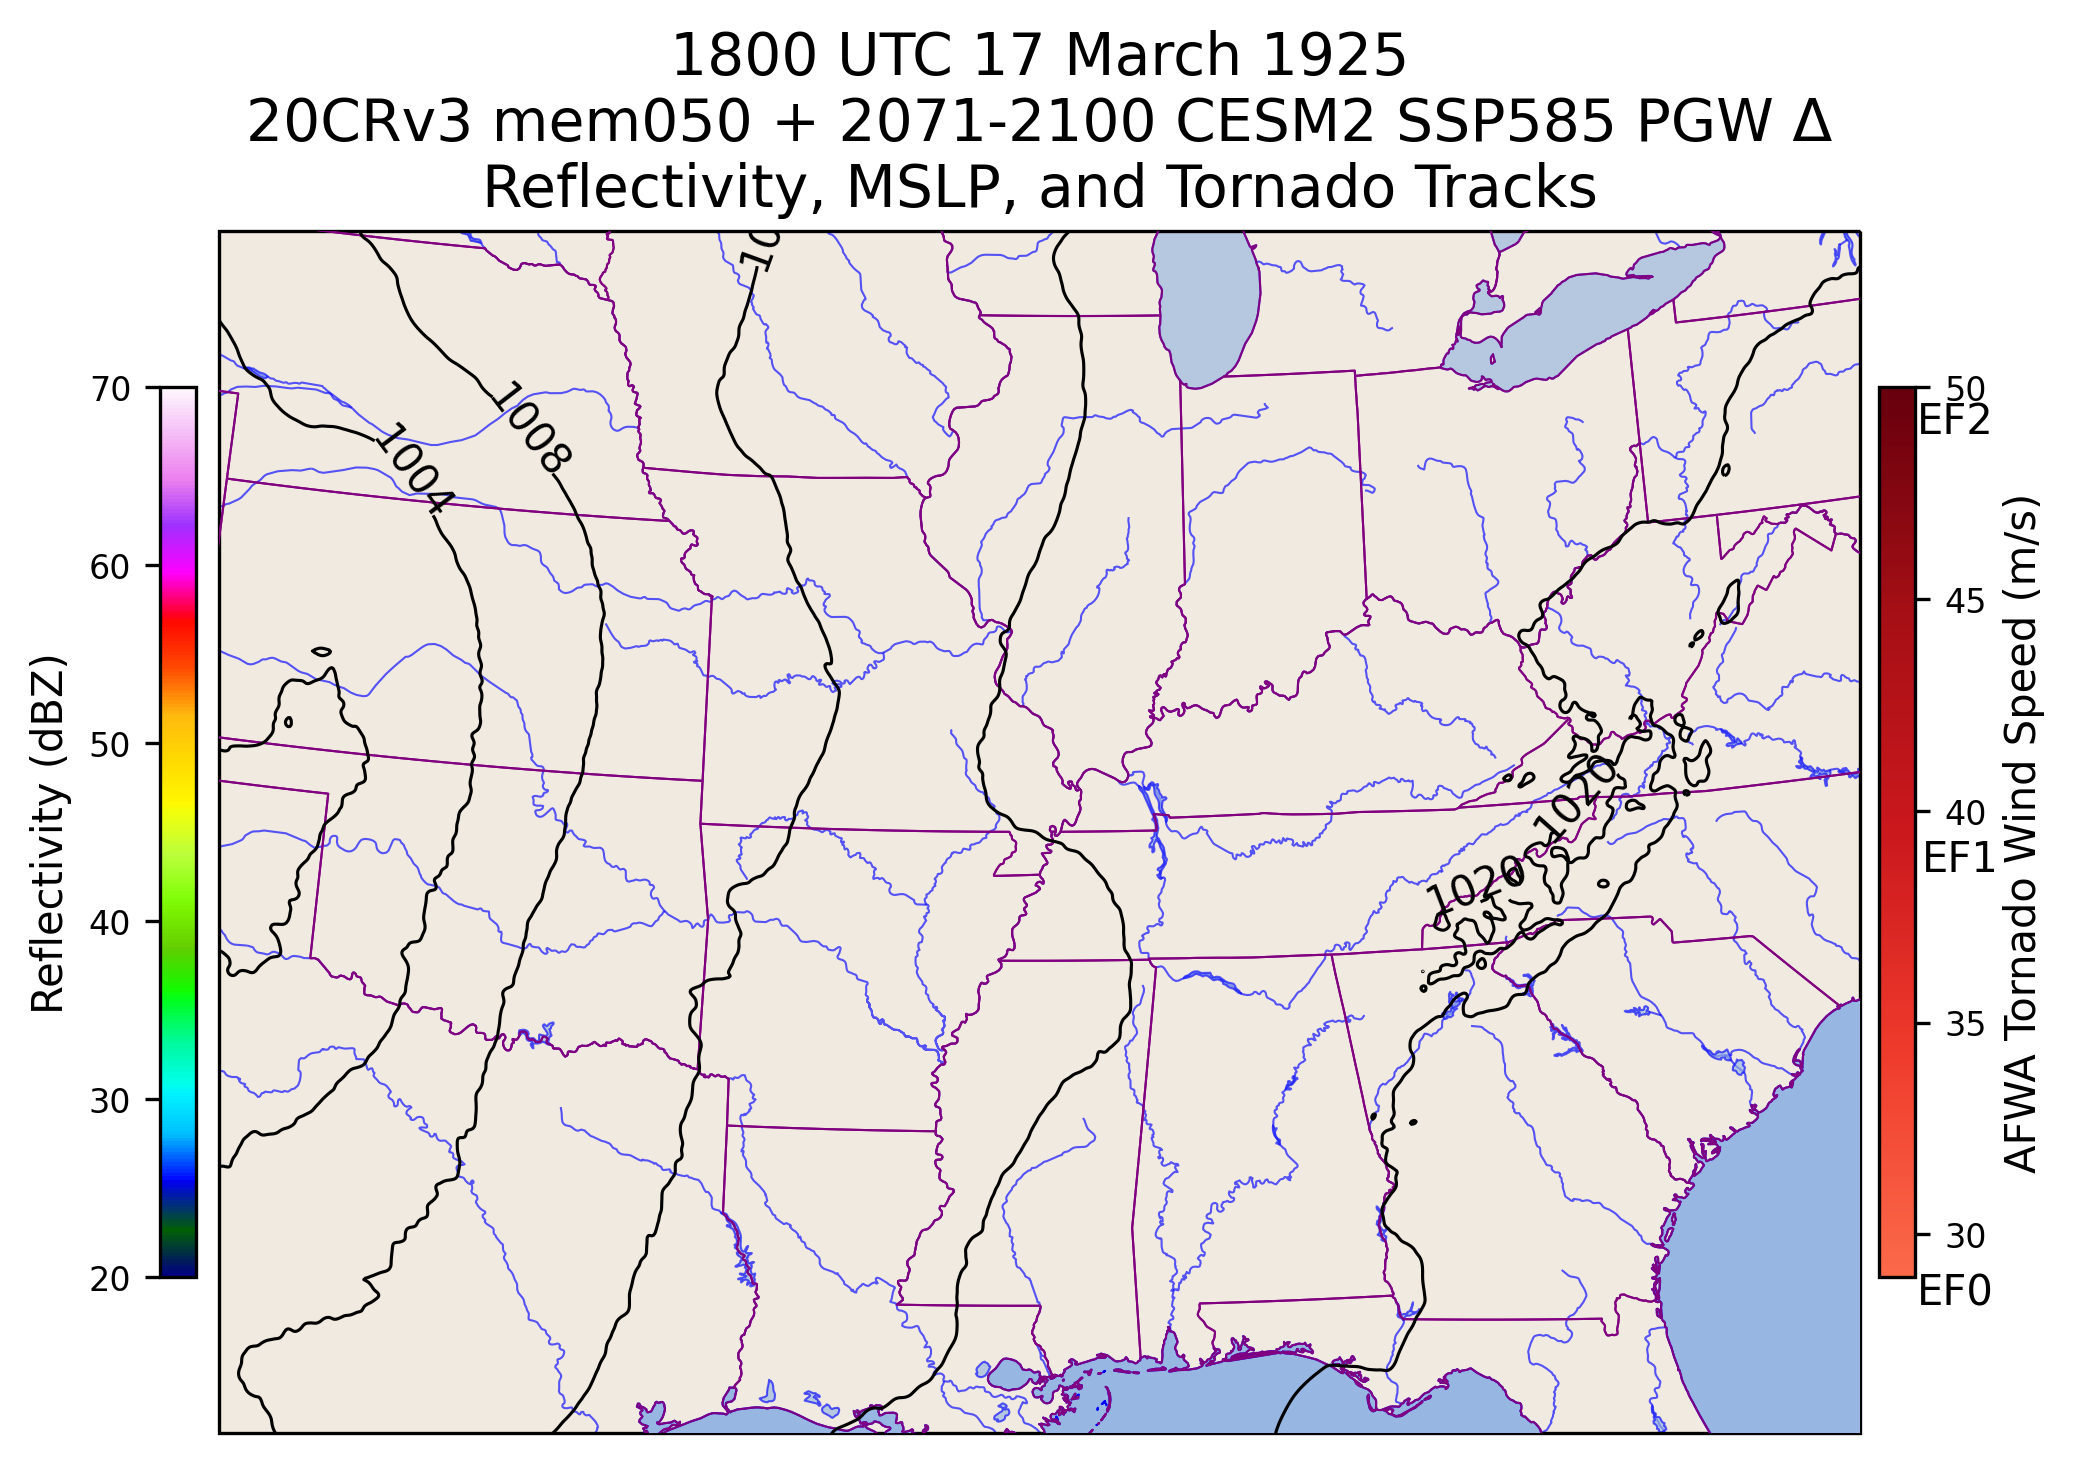 1800 UTC 17 March 1925
20CRv3 mem050 + 2071-2100 CESM2 SSP585 PGW Δ
Reflectivity, MSLP, and Tornado Tracks
Reflectivity (dBZ)
70
60
50
40
30
20
1004
1008
10
1020
1020
50
EF2
45
40
EF1
35
30
EF0
AFWA Tornado Wind Speed (m/s)